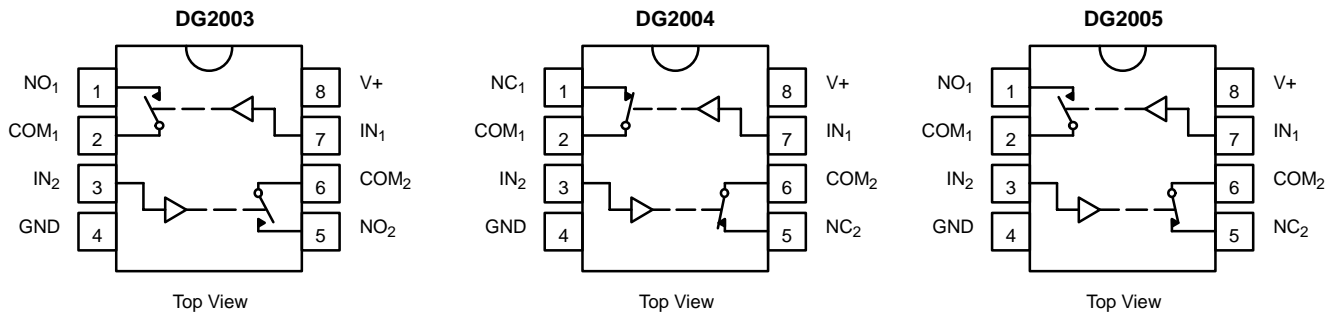 DG2003
NO1 1 8 V+
COM1 2 7 IN1
IN2 3 6 COM2
GND 4 5 NO2
Top View
DG2004
NC1 1 8 V+
COM1 2 7 IN1
IN2 3 6 COM2
GND 4 5 NC2
Top View
DG2005
NO1 1 8 V+
COM1 2 7 IN1
IN2 3 6 COM2
GND 4 5 NC2
Top View